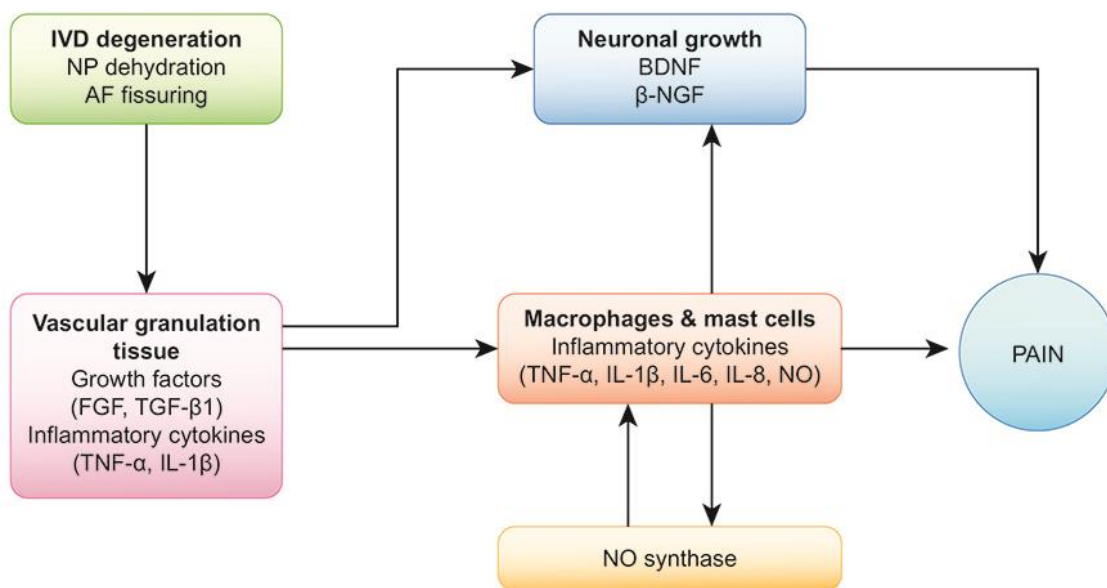 IVD degeneration
NP dehydration
AF fissuring
Neuronal growth
BDNF
β-NGF
Vascular granulation
tissue
Growth factors
(FGF, TGF-β1)
Inflammatory cytokines
(TNF-α, IL-1β)
Macrophages & mast cells
Inflammatory cytokines
(TNF-α, IL-1β, IL-6, IL-8, NO)
PAIN
NO synthase